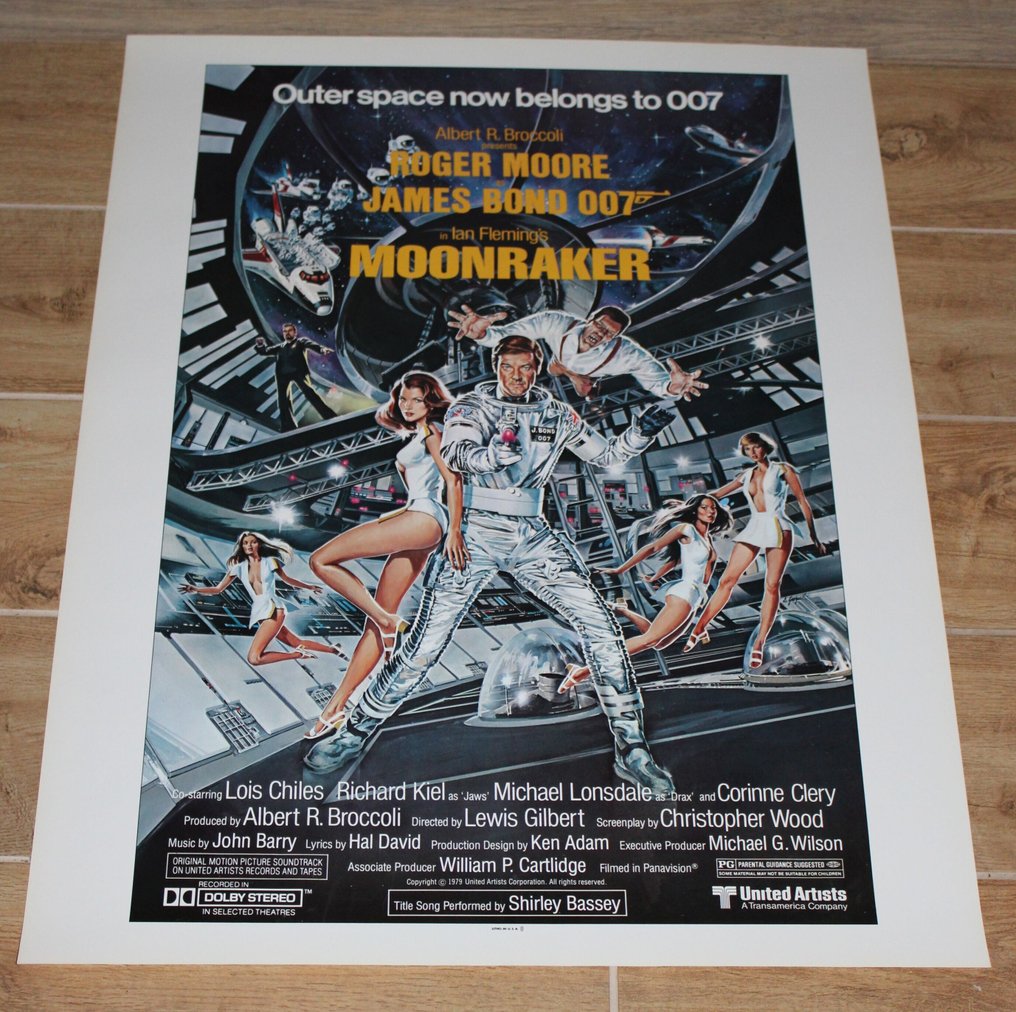 Outer space now belongs to 007
Albert R. Broccoli
presents
ROGER MOORE
as
JAMES BOND 007
in Ian Fleming's
MOONRAKER
J. BOND
007
Co-starring Lois Chiles Richard Kiel as 'Jaws' Michael Lonsdale as 'Drax' and Corinne Clery
Produced by Albert R. Broccoli Directed by Lewis Gilbert Screenplay by Christopher Wood
Music by John Barry Lyrics by Hal David Production Design by Ken Adam Executive Producer Michael G. Wilson
ORIGINAL MOTION PICTURE SOUNDTRACK
ON UNITED ARTISTS RECORDS AND TAPES
Associate Producer William P. Cartlidge Filmed in Panavision®
PG PARENTAL GUIDANCE SUGGESTED
SOME MATERIAL MAY NOT BE SUITABLE FOR CHILDREN
Copyright © 1979 United Artists Corporation. All rights reserved.
RECORDED IN
DOLBY STEREO™
IN SELECTED THEATRES
Title Song Performed by Shirley Bassey
United Artists
A Transamerica Company
LITHO. IN U.S.A.